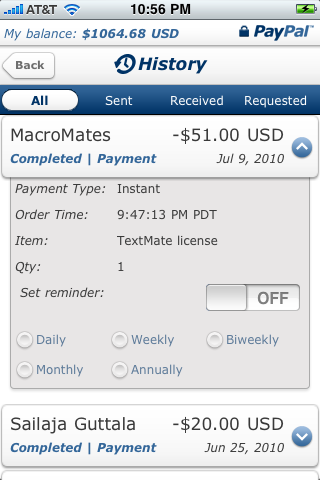 AT&T 10:56 PM
My balance: $1064.68 USD PayPal
Back History
All Sent Received Requested
MacroMates -$51.00 USD
Completed | Payment Jul 9, 2010
Payment Type: Instant
Order Time: 9:47:13 PM PDT
Item: TextMate license
Qty: 1
Set reminder: OFF
Daily Weekly Biweekly
Monthly Annually
Sailaja Guttala -$20.00 USD
Completed | Payment Jun 25, 2010